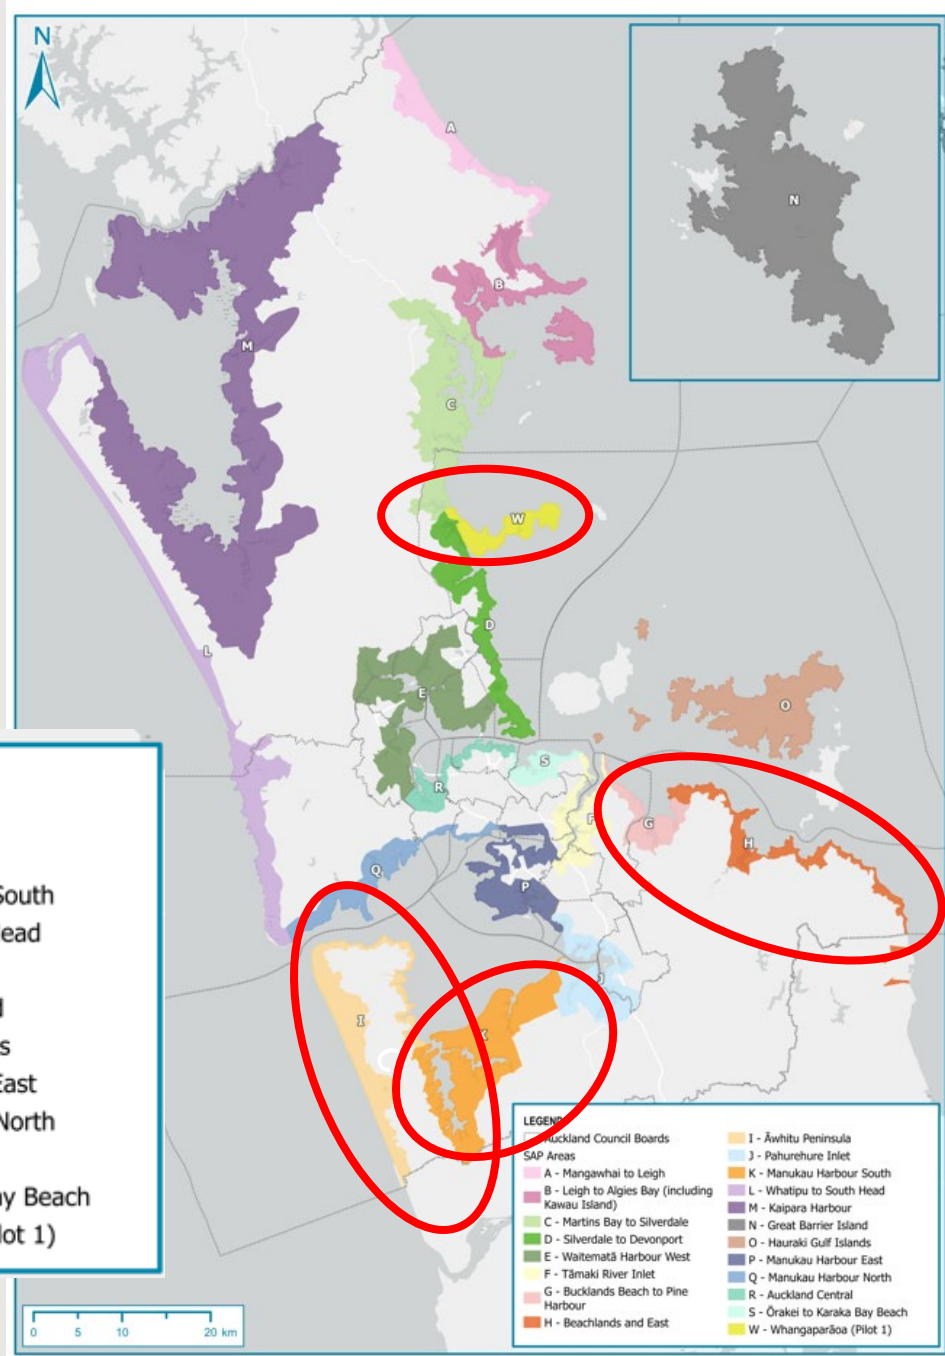 N
A
N
B
M
C
W
L
D
E
O
S
R
F
G
H
Q
P
J
I
K
South
s
East
North
ay Beach
lot 1)
0 5 10 20 km
LEGEND
Auckland Council Boards
SAP Areas
A - Mangawhai to Leigh
B - Leigh to Algies Bay (including
Kawau Island)
C - Martins Bay to Silverdale
D - Silverdale to Devonport
E - Waitematā Harbour West
F - Tāmaki River Inlet
G - Bucklands Beach to Pine
Harbour
H - Beachlands and East
I - Āwhitu Peninsula
J - Pahurehure Inlet
K - Manukau Harbour South
L - Whatipu to South Head
M - Kaipara Harbour
N - Great Barrier Island
O - Hauraki Gulf Islands
P - Manukau Harbour East
Q - Manukau Harbour North
R - Auckland Central
S - Ōrakei to Karaka Bay Beach
W - Whangaparāoa (Pilot 1)